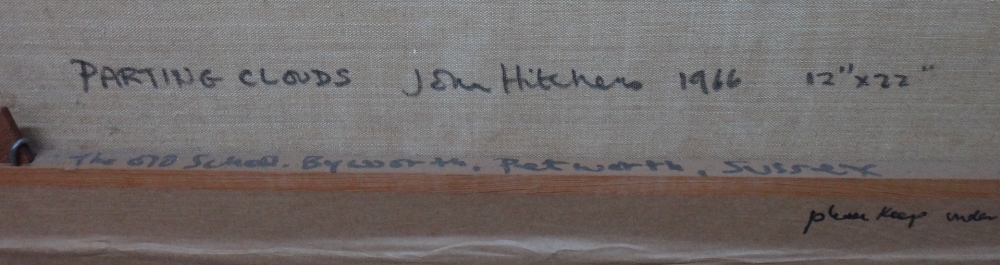 PARTING CLOUDS John Hitchens 1966 12"x22"
The Old School. Byworth. Petworth, Sussex
please keep under